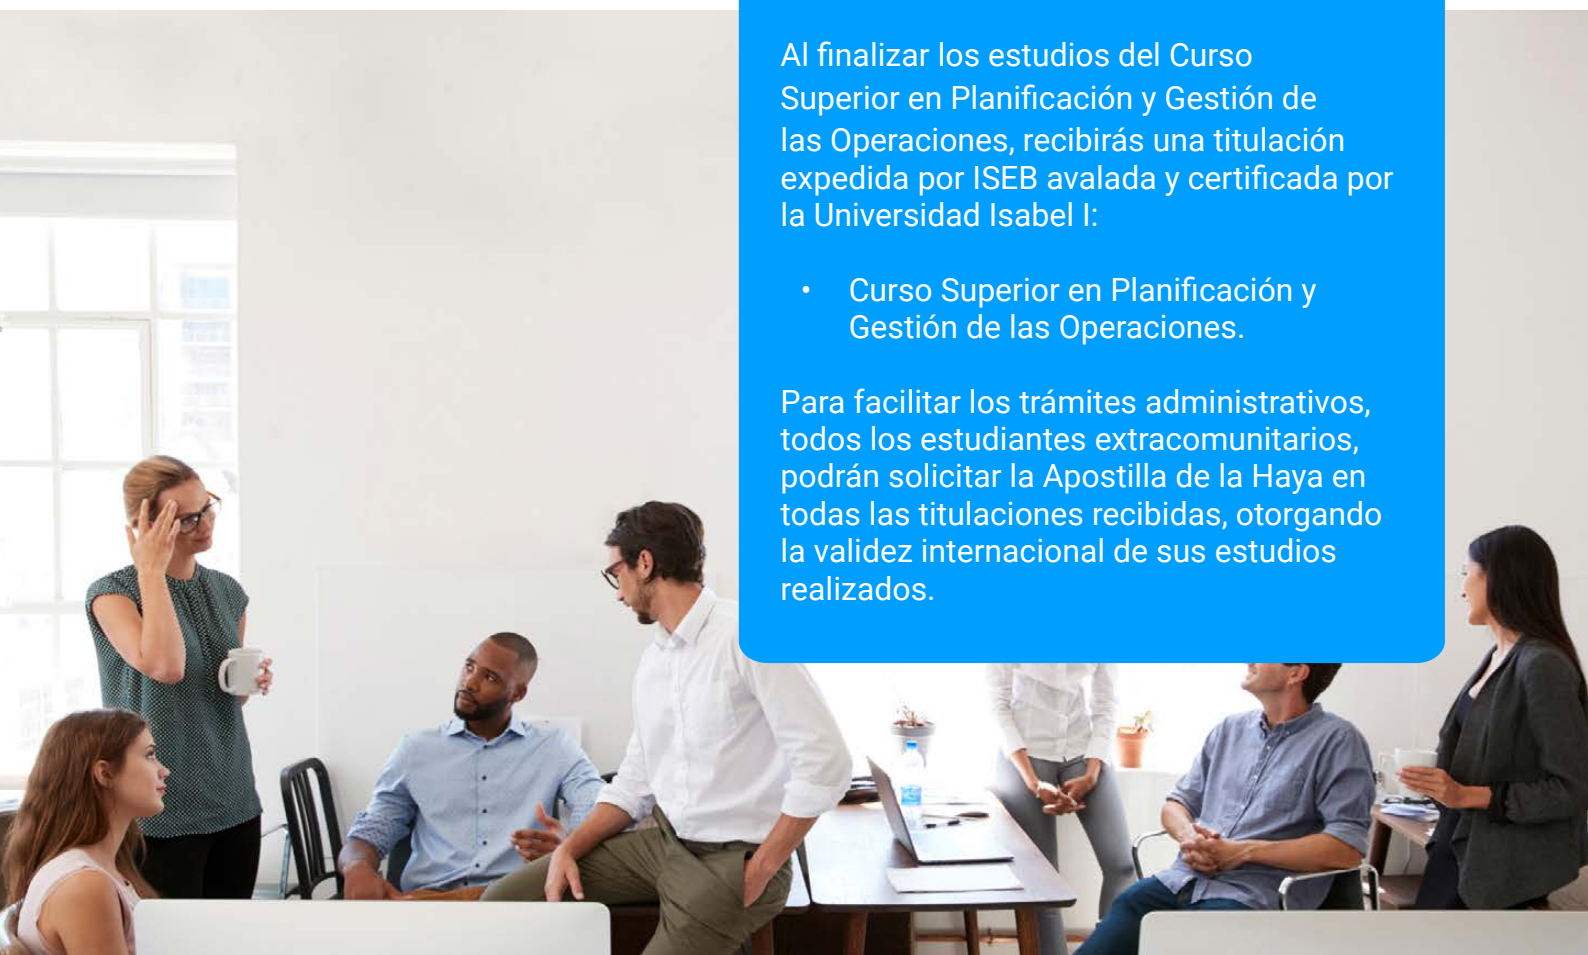 Al finalizar los estudios del Curso
Superior en Planificación y Gestión de
las Operaciones, recibirás una titulación
expedida por ISEB avalada y certificada por
la Universidad Isabel I:
• Curso Superior en Planificación y
Gestión de las Operaciones.
Para facilitar los trámites administrativos,
todos los estudiantes extracomunitarios,
podrán solicitar la Apostilla de la Haya en
todas las titulaciones recibidas, otorgando
la validez internacional de sus estudios
realizados.